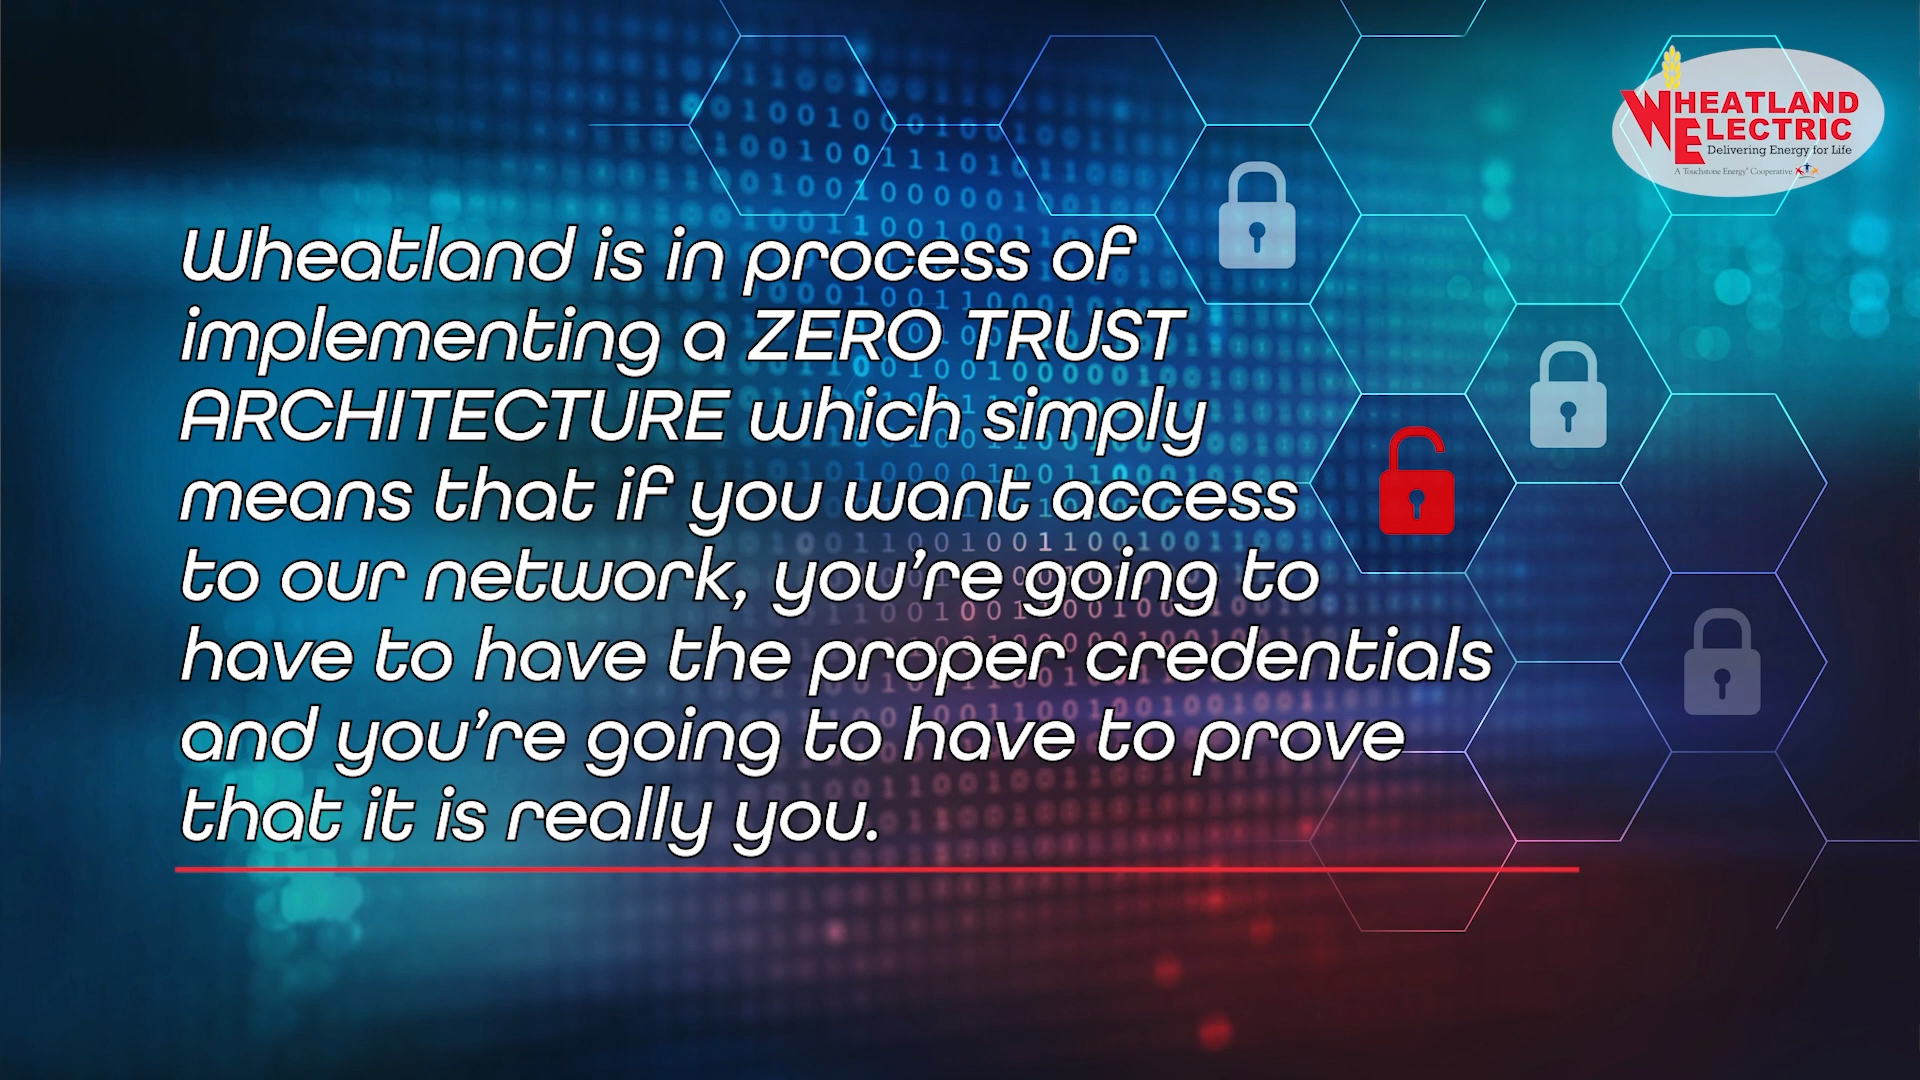 WHEATLAND
ELECTRIC
Delivering Energy for Life
A Touchstone Energy® Cooperative
Wheatland is in process of
implementing a ZERO TRUST
ARCHITECTURE which simply
means that if you want access
to our network, you’re going to
have to have the proper credentials
and you’re going to have to prove
that it is really you.